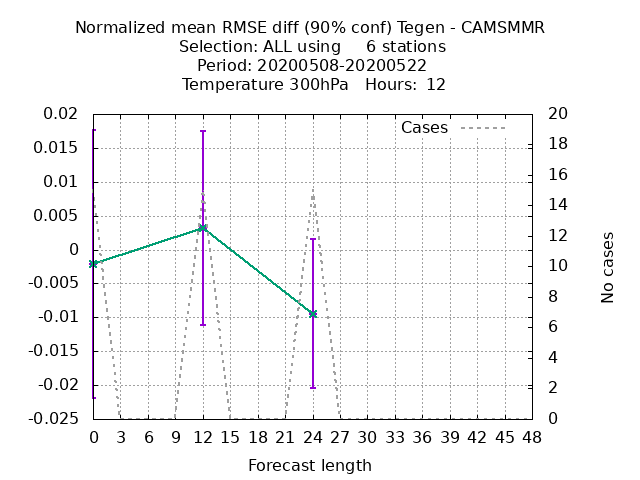 Normalized mean RMSE diff (90% conf) Tegen - CAMSMMR
Selection: ALL using 6 stations
Period: 20200508-20200522
Temperature 300hPa Hours: 12
Cases
0.02
0.015
0.01
0.005
0
-0.005
-0.01
-0.015
-0.02
-0.025
20
18
16
14
12
10
8
6
4
2
0
No cases
0 3 6 9 12 15 18 21 24 27 30 33 36 39 42 45 48
Forecast length